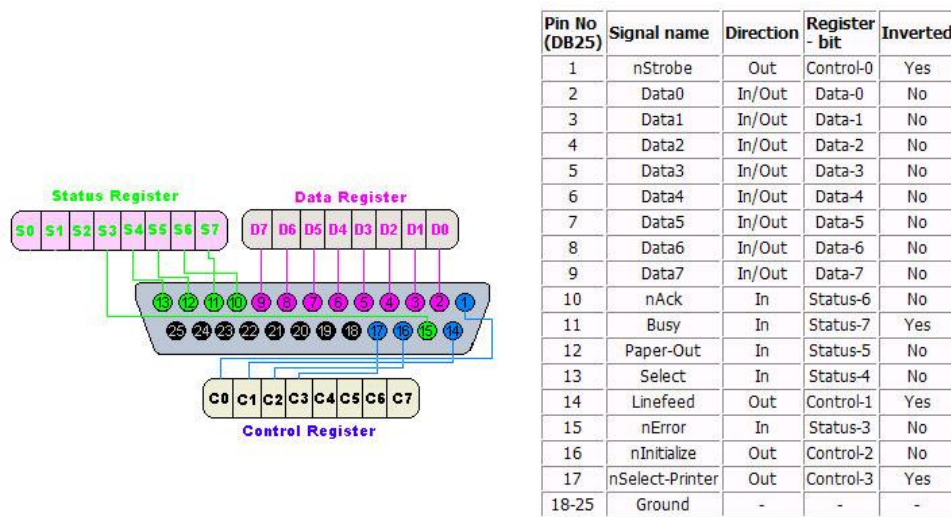 Status Register
S0 S1 S2 S3 S4 S5 S6 S7
Data Register
D7 D6 D5 D4 D3 D2 D1 D0
13 12 11 10 9 8 7 6 5 4 3 2 1
25 24 23 22 21 20 19 18 17 16 15 14
C0 C1 C2 C3 C4 C5 C6 C7
Control Register
Pin No (DB25) Signal name Direction Register - bit Inverted
1 nStrobe Out Control-0 Yes
2 Data0 In/Out Data-0 No
3 Data1 In/Out Data-1 No
4 Data2 In/Out Data-2 No
5 Data3 In/Out Data-3 No
6 Data4 In/Out Data-4 No
7 Data5 In/Out Data-5 No
8 Data6 In/Out Data-6 No
9 Data7 In/Out Data-7 No
10 nAck In Status-6 No
11 Busy In Status-7 Yes
12 Paper-Out In Status-5 No
13 Select In Status-4 No
14 Linefeed Out Control-1 Yes
15 nError In Status-3 No
16 nInitialize Out Control-2 No
17 nSelect-Printer Out Control-3 Yes
18-25 Ground - - -